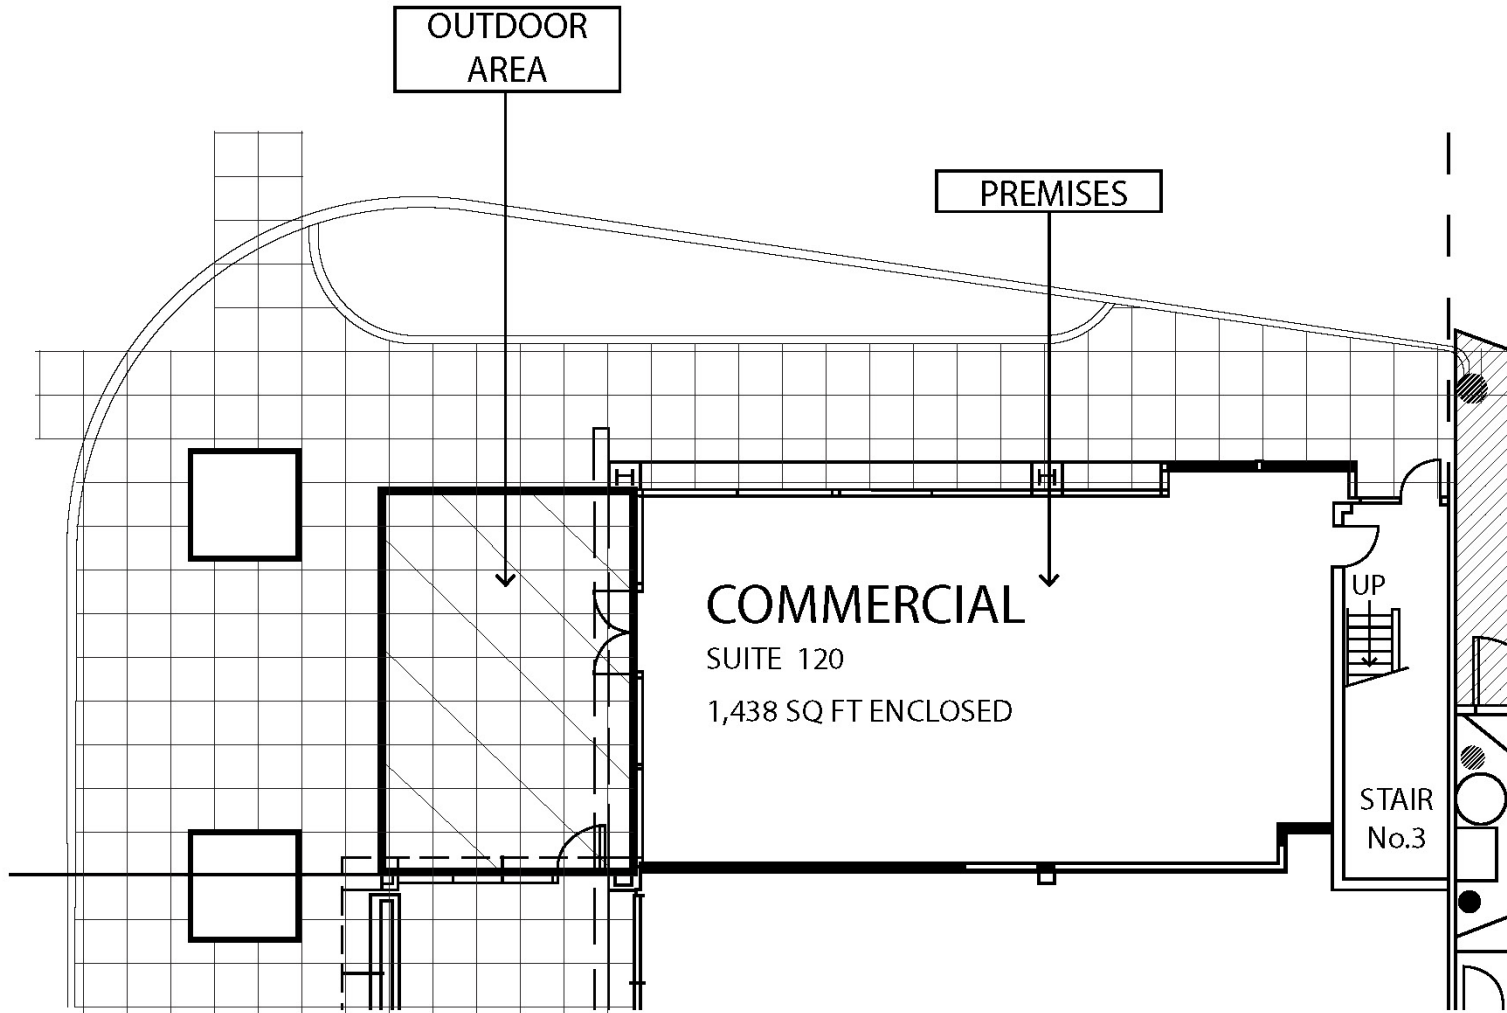 OUTDOOR
AREA
PREMISES
COMMERCIAL
SUITE 120
1,438 SQ FT ENCLOSED
UP
STAIR
No.3